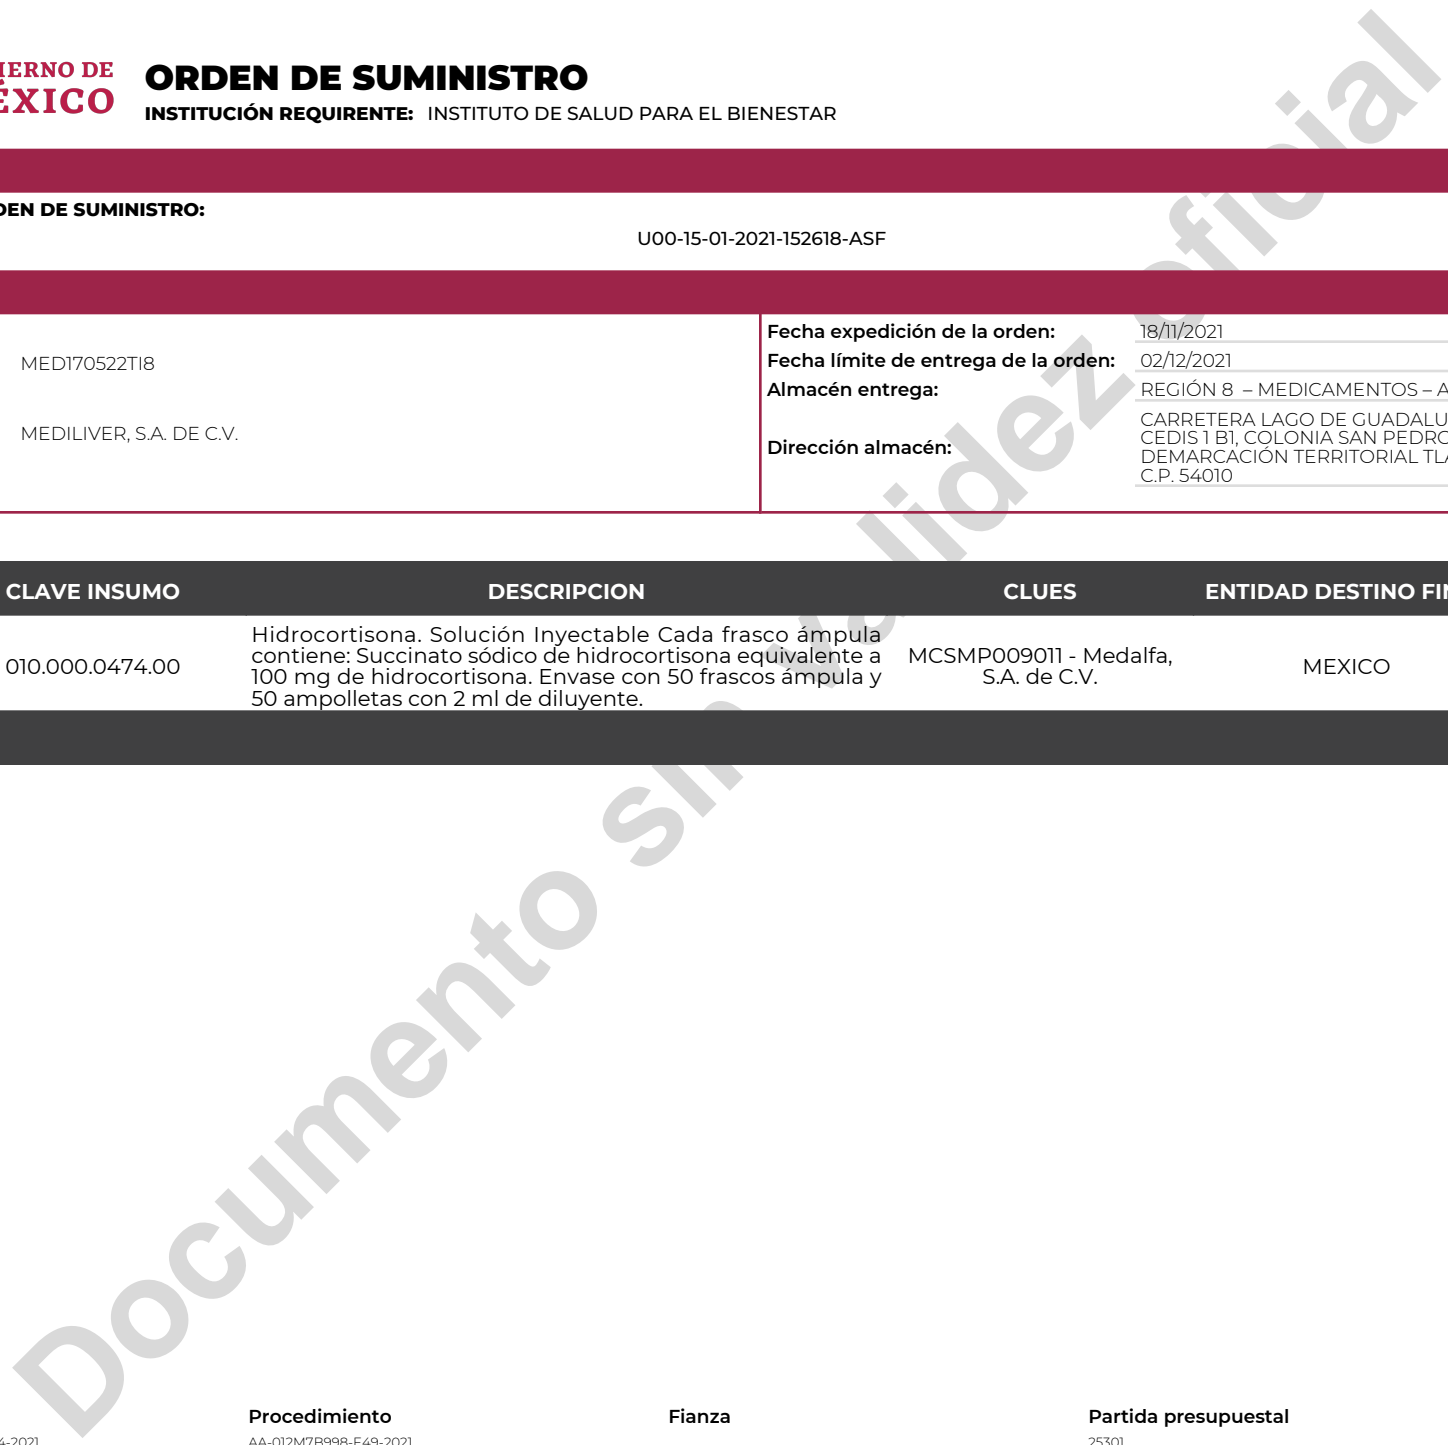 IERNO DE
ÉXICO
ORDEN DE SUMINISTRO
INSTITUCIÓN REQUIRENTE: INSTITUTO DE SALUD PARA EL BIENESTAR
DEN DE SUMINISTRO:
U00-15-01-2021-152618-ASF
MED170522TI8
MEDILIVER, S.A. DE C.V.
Fecha expedición de la orden: 18/11/2021
Fecha límite de entrega de la orden: 02/12/2021
Almacén entrega: REGIÓN 8 – MEDICAMENTOS – A
Dirección almacén:
CARRETERA LAGO DE GUADALU
CEDIS 1 B1, COLONIA SAN PEDRO
DEMARCACIÓN TERRITORIAL TLA
C.P. 54010
CLAVE INSUMO DESCRIPCION CLUES ENTIDAD DESTINO FIN
010.000.0474.00
Hidrocortisona. Solución Inyectable Cada frasco ámpula
contiene: Succinato sódico de hidrocortisona equivalente a
100 mg de hidrocortisona. Envase con 50 frascos ámpula y
50 ampolletas con 2 ml de diluyente.
MCSMP009011 - Medalfa,
S.A. de C.V.
MEXICO
Documento sin validez oficial
Procedimiento Fianza Partida presupuestal
4-2021 AA-012M7B998-E49-2021 25301